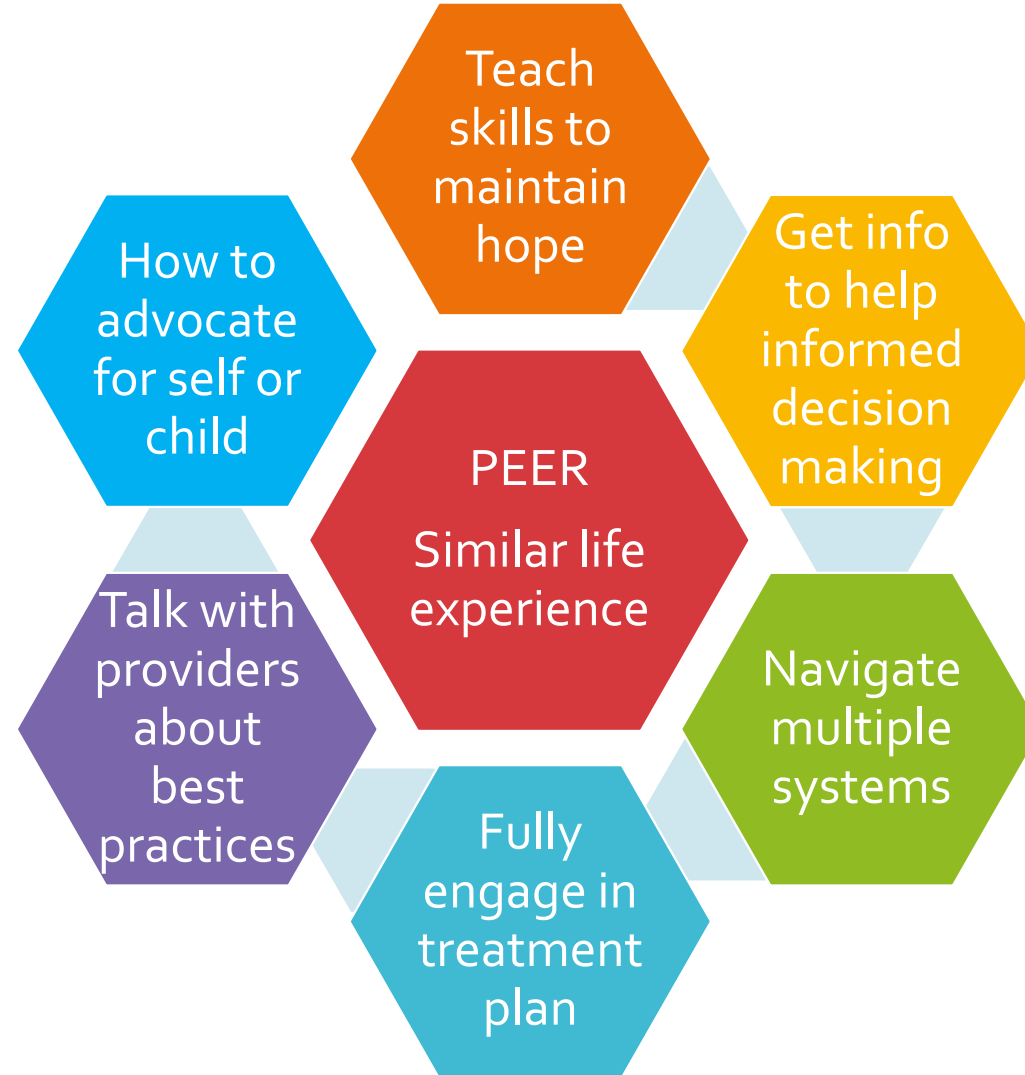 Teach
skills to
maintain
hope
Get info
to help
informed
decision
making
Navigate
multiple
systems
Fully
engage in
treatment
plan
Talk with
providers
about
best
practices
How to
advocate
for self or
child
PEER
Similar life
experience